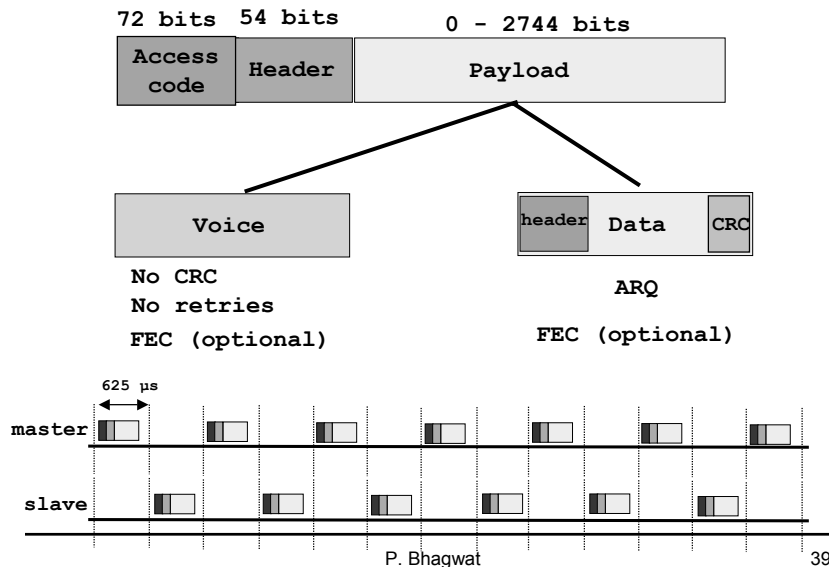 72 bits 54 bits 0 - 2744 bits
Access code Header Payload
Voice header Data CRC
No CRC
No retries
FEC (optional)
ARQ
FEC (optional)
625 µs
master
slave
P. Bhagwat 39